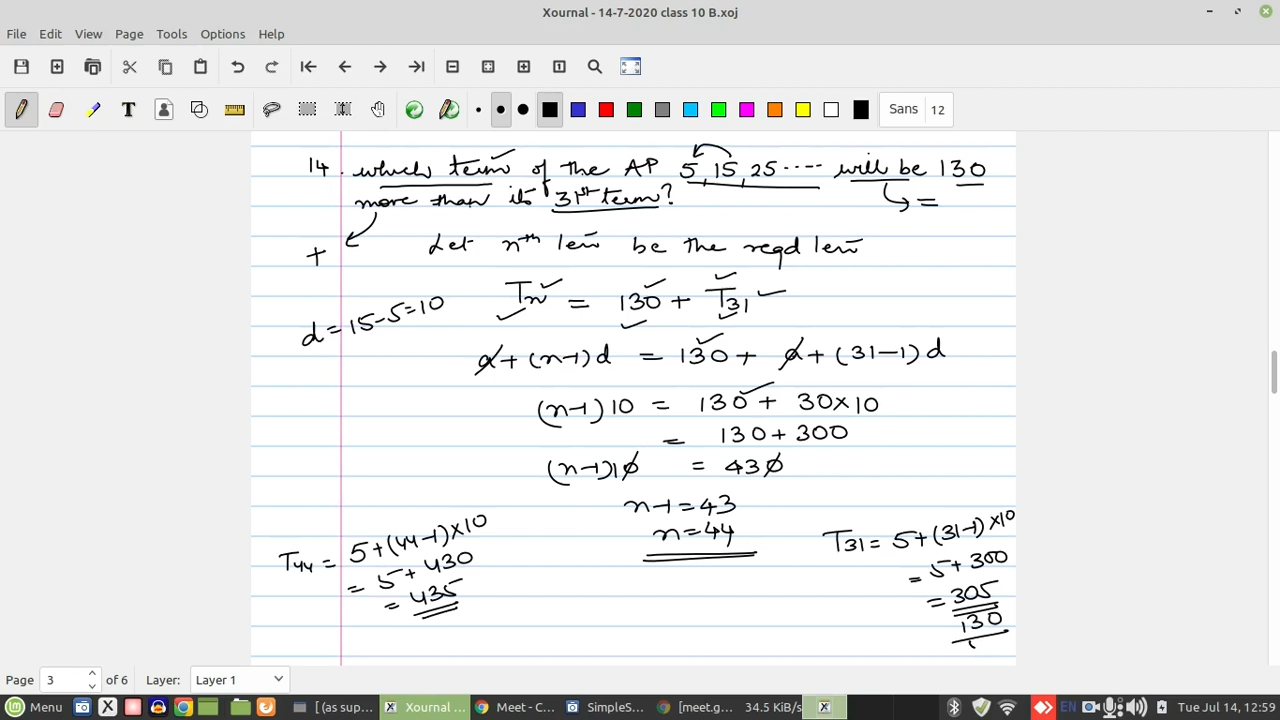 Xournal - 14-7-2020 class 10 B.xoj
File Edit View Page Tools Options Help
Sans 12
14. which term of the AP 5, 15, 25 ---- will be 130
more than its 31st term?
+ Let nth term be the reqd term
d = 15-5=10
Tn = 130 + T31
a + (n-1) d = 130 + a + (31-1) d
(n-1) 10 = 130 + 30×10
= 130 + 300
(n-1) 10 = 430
n-1 = 43
n = 44
T44 = 5+(44-1)×10
= 5 + 430
= 435
T31 = 5+(31-1)×10
= 5+300
= 305
130
Page 3 of 6 Layer: Layer 1
Menu [ (as sup... Xournal ... Meet - C... SimpleS... [meet.g... 34.5 KiB/s EN Tue Jul 14, 12:59